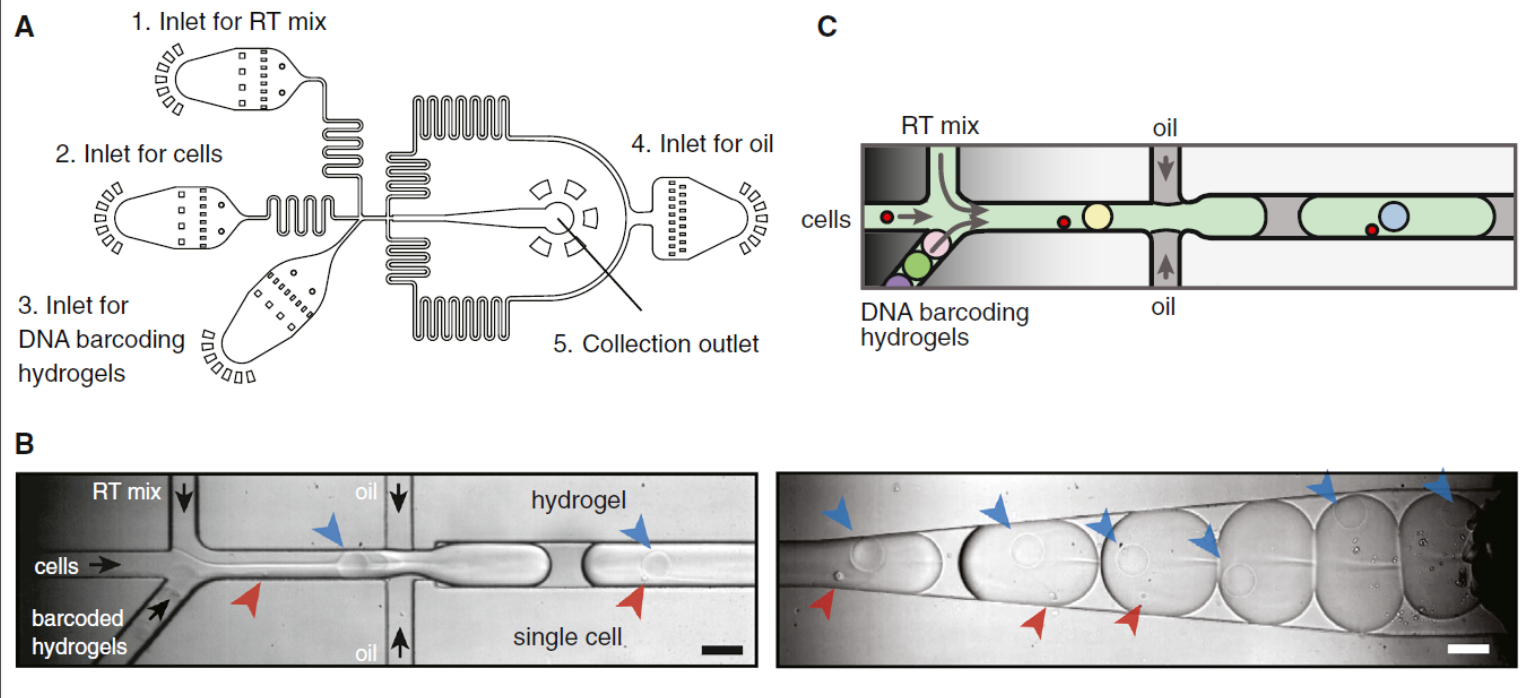 A
1. Inlet for RT mix
2. Inlet for cells
3. Inlet for
DNA barcoding
hydrogels
4. Inlet for oil
5. Collection outlet
C
RT mix
oil
cells
oil
DNA barcoding
hydrogels
B
RT mix
oil
hydrogel
cells
barcoded
hydrogels
single cell
oil